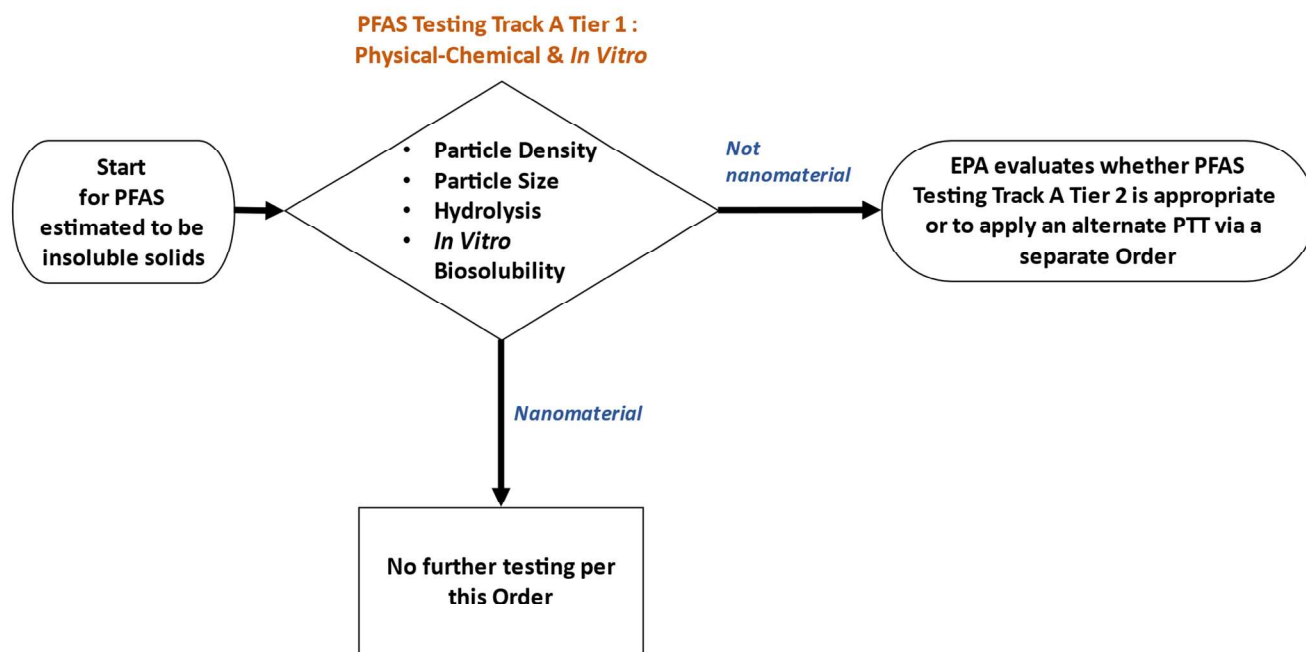 PFAS Testing Track A Tier 1 :
Physical-Chemical & In Vitro
Start
for PFAS
estimated to be
insoluble solids
• Particle Density
• Particle Size
• Hydrolysis
• In Vitro
Biosolubility
Not
nanomaterial
EPA evaluates whether PFAS
Testing Track A Tier 2 is appropriate
or to apply an alternate PTT via a
separate Order
Nanomaterial
No further testing per
this Order